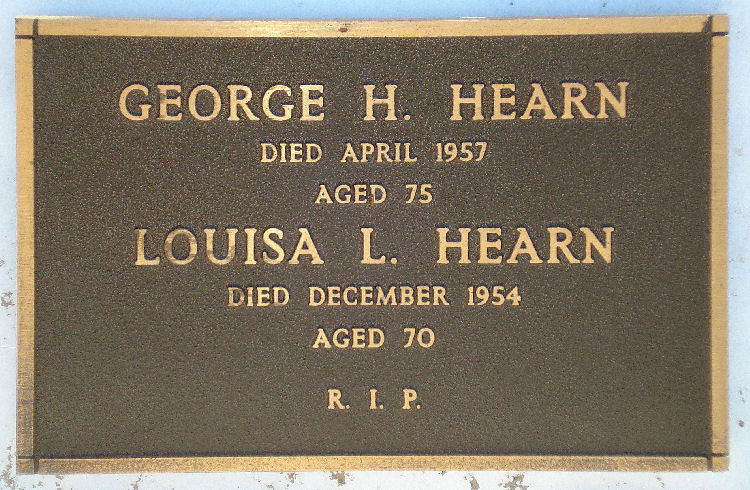 GEORGE H. HEARN
DIED APRIL 1957
AGED 75
LOUISA L. HEARN
DIED DECEMBER 1954
AGED 70
R. I. P.